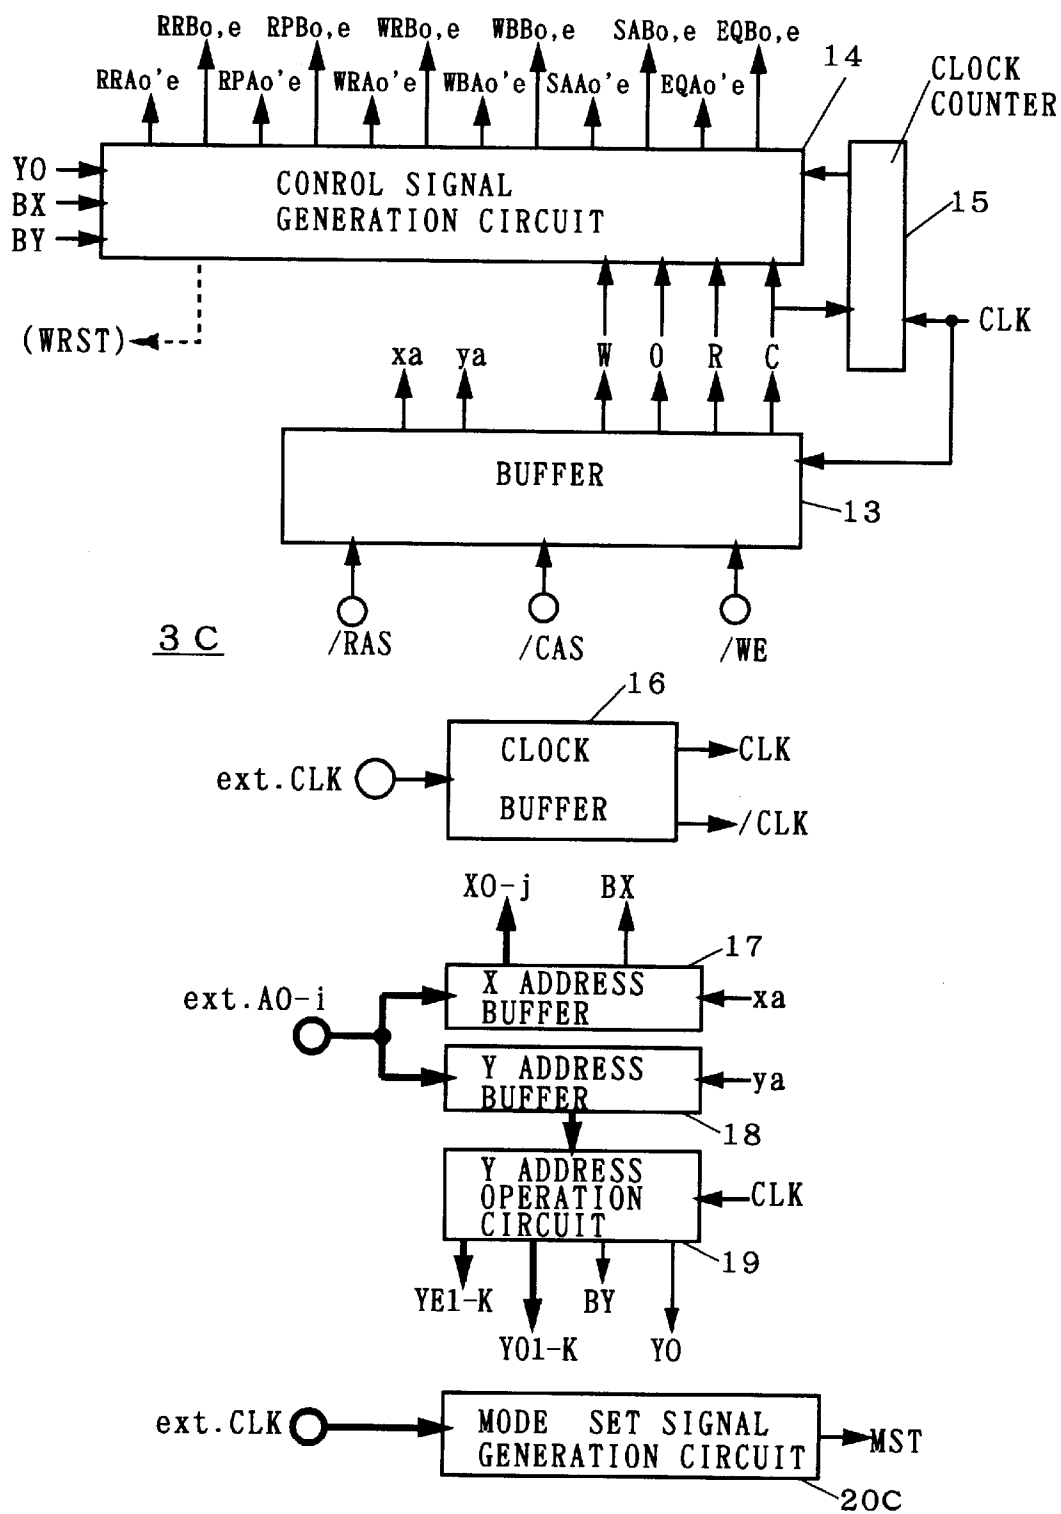 RRBo,e RPBo,e WRBo,e WBBo,e SABo,e EQBo,e
RRAo'e RPAo'e WRAo'e WBAo'e SAAo'e EQAo'e
14
CLOCK
COUNTER
YO
BX
BY
CONROL SIGNAL
GENERATION CIRCUIT
15
(WRST)
CLK
xa ya W O R C
BUFFER
13
/RAS /CAS /WE
3 C
16
ext.CLK
CLOCK
BUFFER
CLK
/CLK
XO-j BX
17
ext.AO-i
X ADDRESS
BUFFER
xa
Y ADDRESS
BUFFER
ya
18
Y ADDRESS
OPERATION
CIRCUIT
CLK
19
YE1-K BY
YO1-K YO
ext.CLK
MODE SET SIGNAL
GENERATION CIRCUIT
MST
20C